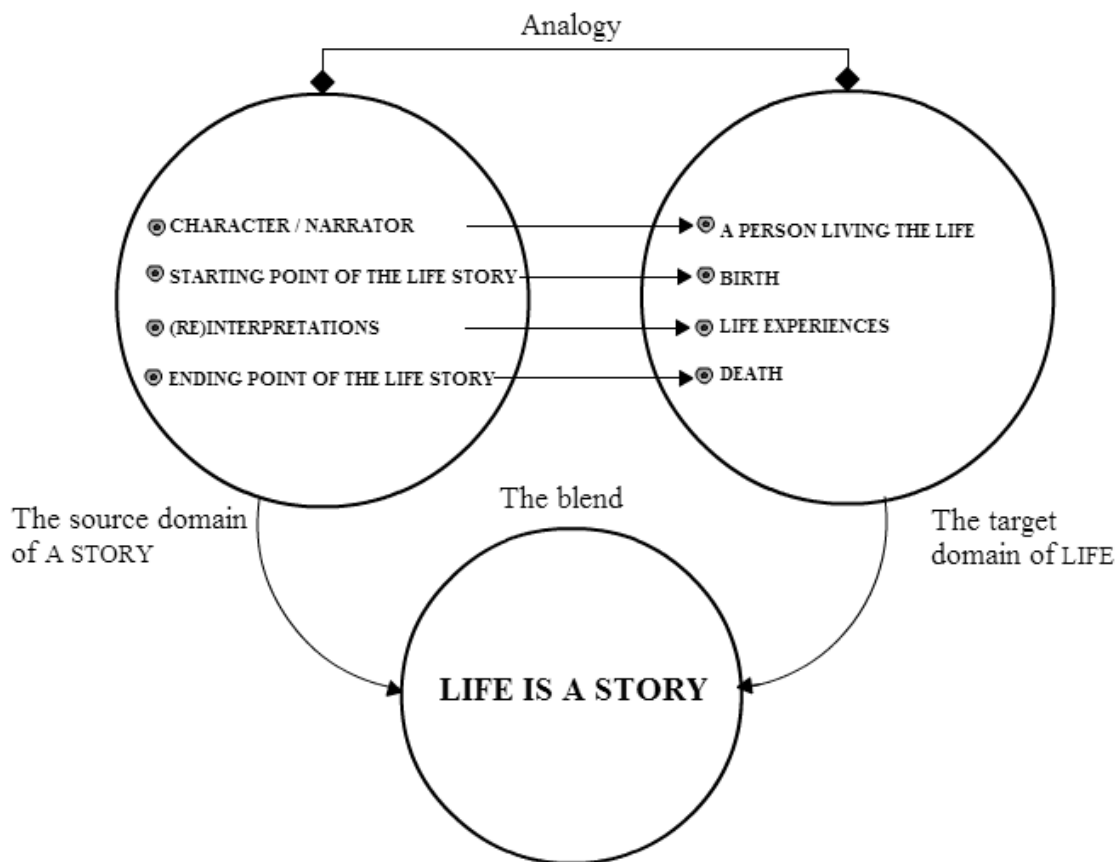 Analogy
CHARACTER / NARRATOR
STARTING POINT OF THE LIFE STORY
(RE)INTERPRETATIONS
ENDING POINT OF THE LIFE STORY
A PERSON LIVING THE LIFE
BIRTH
LIFE EXPERIENCES
DEATH
The source domain
of A STORY
The blend
The target
domain of LIFE
LIFE IS A STORY